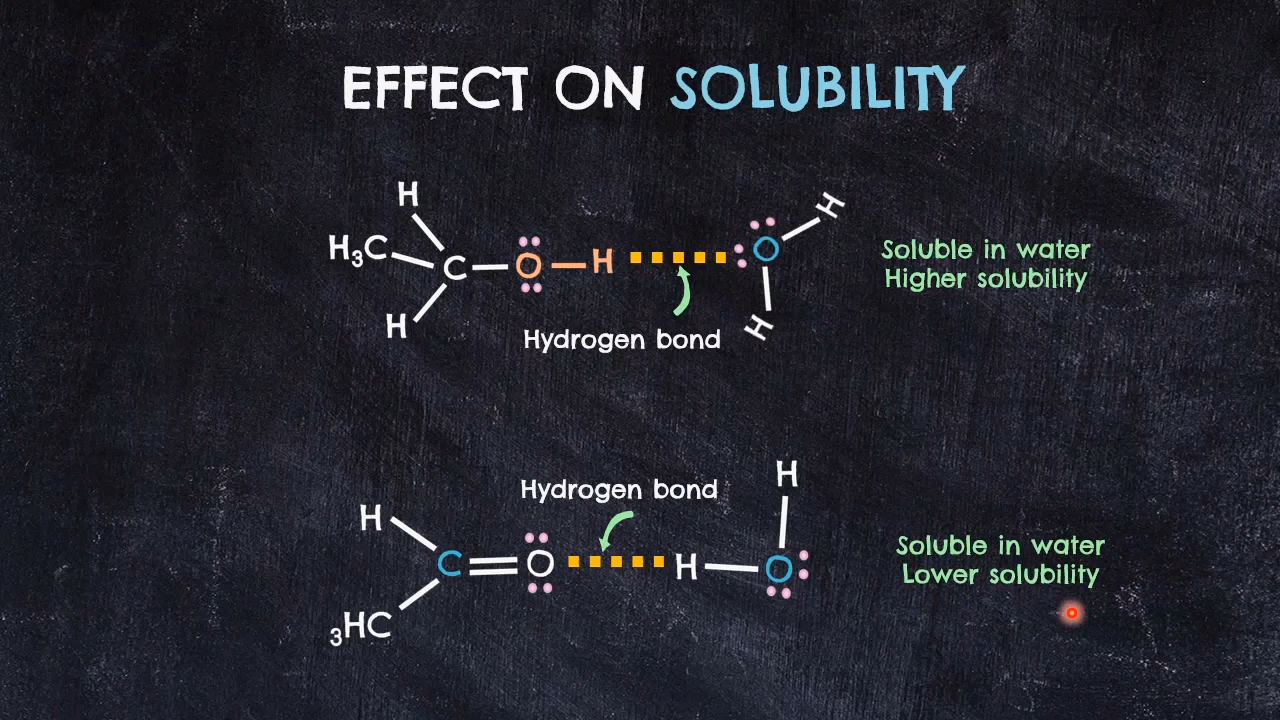 EFFECT ON SOLUBILITY
H
H₃C
C
O
H
O
H
H
H
Soluble in water
Higher solubility
Hydrogen bond
Hydrogen bond
H
C
O
H
O
H
₃HC
Soluble in water
Lower solubility